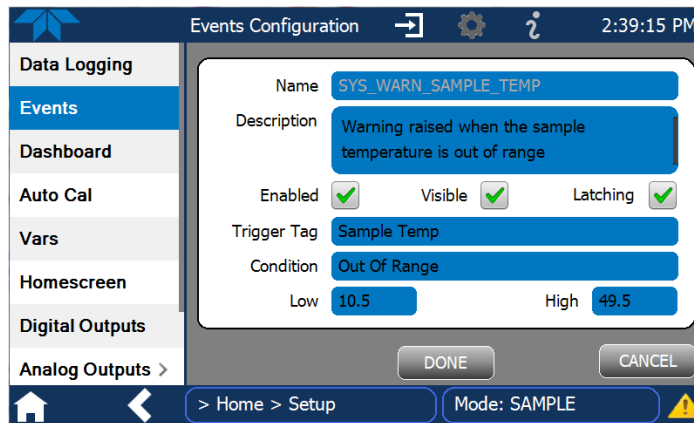 Events Configuration
2:39:15 PM
Data Logging
Events
Dashboard
Auto Cal
Vars
Homescreen
Digital Outputs
Analog Outputs >
Name SYS_WARN_SAMPLE_TEMP
Description Warning raised when the sample
temperature is out of range
Enabled Visible Latching
Trigger Tag Sample Temp
Condition Out Of Range
Low 10.5 High 49.5
DONE CANCEL
> Home > Setup Mode: SAMPLE